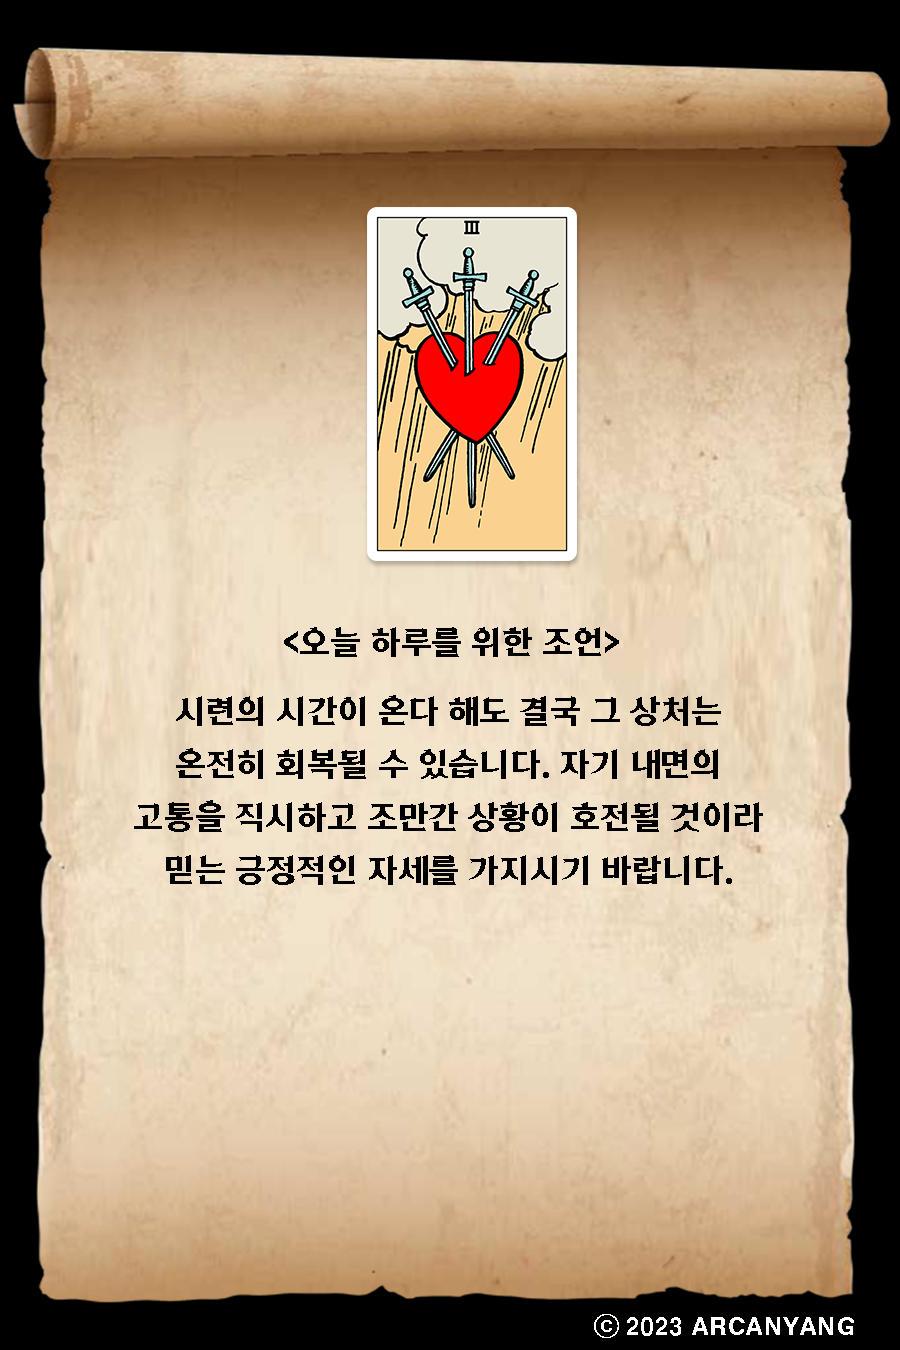 III
<오늘 하루를 위한 조언>
시련의 시간이 온다 해도 결국 그 상처는
온전히 회복될 수 있습니다. 자기 내면의
고통을 직시하고 조만간 상황이 호전될 것이라
믿는 긍정적인 자세를 가지시기 바랍니다.
ⓒ 2023 ARCANYANG